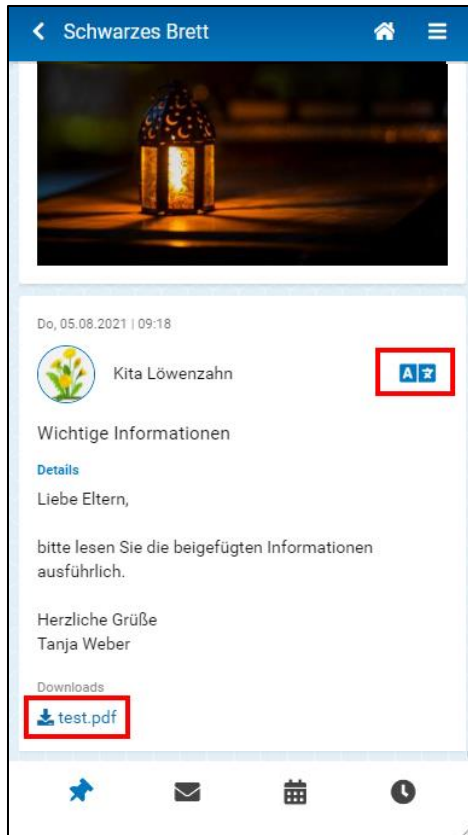 Schwarzes Brett
Do, 05.08.2021 | 09:18
Kita Löwenzahn
A 文
Wichtige Informationen
Details
Liebe Eltern,
bitte lesen Sie die beigefügten Informationen
ausführlich.
Herzliche Grüße
Tanja Weber
Downloads
test.pdf